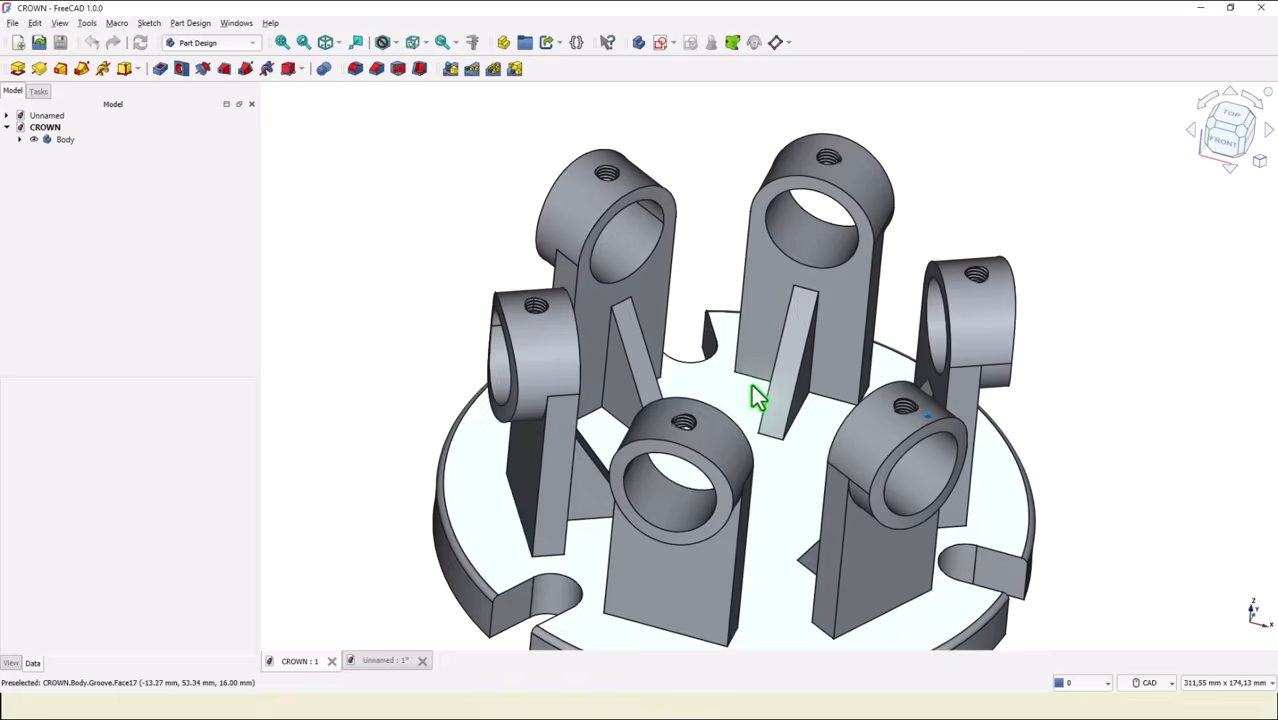 CROWN - FreeCAD 1.0.0
File Edit View Tools Macro Sketch Part Design Windows Help
Part Design
Model Tasks
Model
Unnamed
CROWN
Body
TOP
FRONT
Z
Y
X
View Data
CROWN : 1
Unnamed : 1*
Preselected: CROWN.Body.Groove.Face17 (-13.27 mm, 53.34 mm, 16.00 mm)
0
CAD
311,55 mm x 174,13 mm